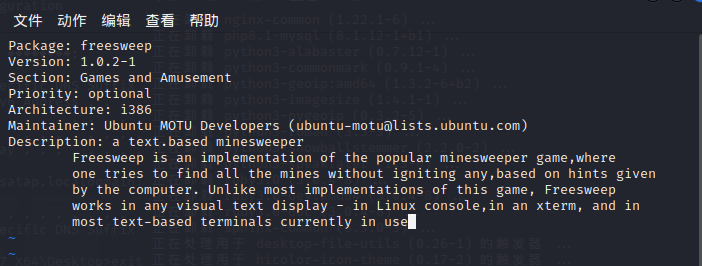 文件 动作 编辑 查看 帮助
Package: freesweep
Version: 1.0.2-1
Section: Games and Amusement
Priority: optional
Architecture: i386
Maintainer: Ubuntu MOTU Developers (ubuntu-motu@lists.ubuntu.com)
Description: a text.based minesweeper
Freesweep is an implementation of the popular minesweeper game,where
one tries to find all the mines without igniting any,based on hints given
by the computer. Unlike most implementations of this game, Freesweep
works in any visual text display - in Linux console,in an xterm, and in
most text-based terminals currently in use
~
~